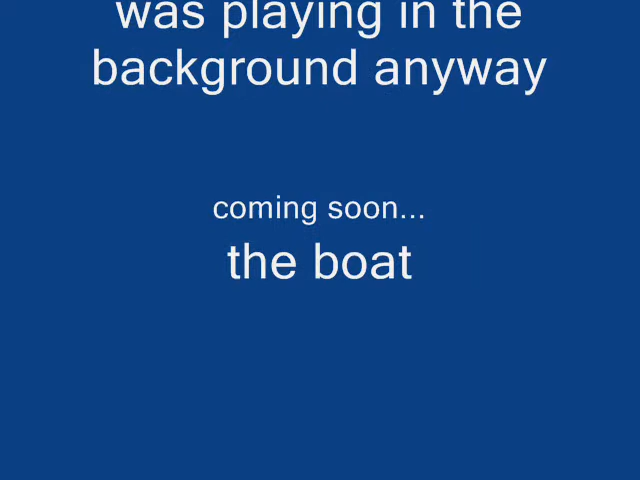 was playing in the
background anyway
coming soon...
the boat